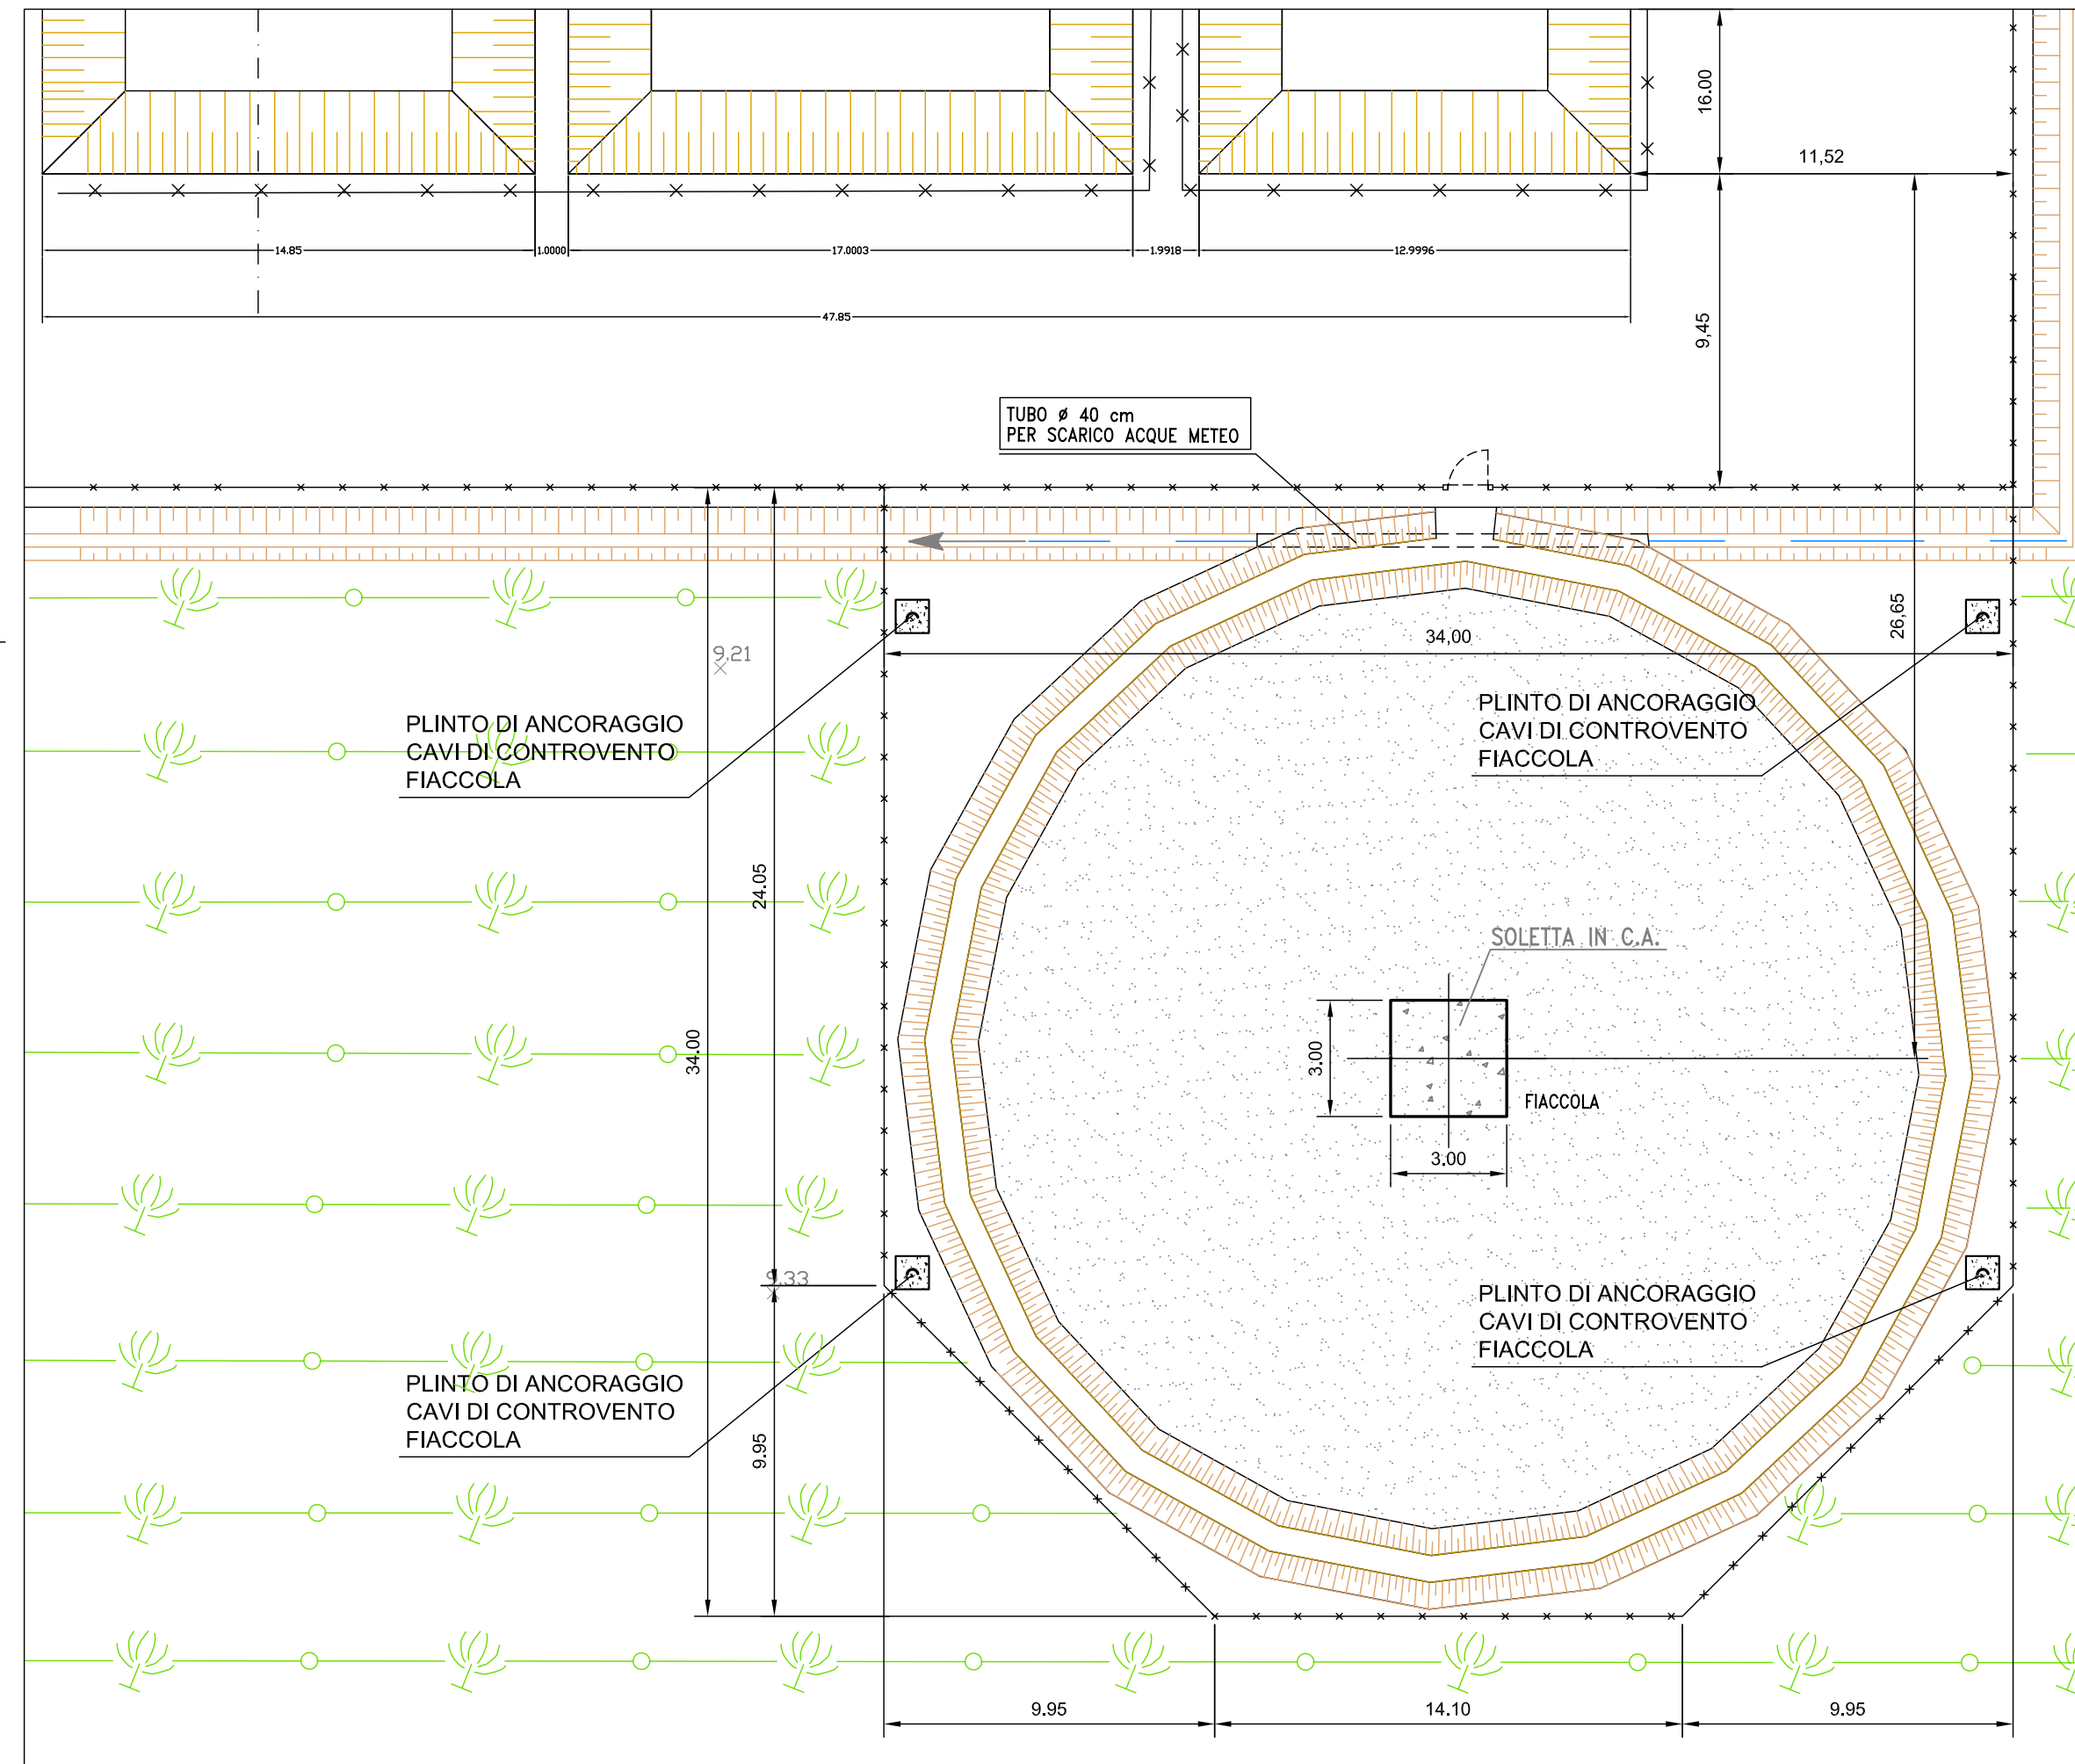 16.00
11,52
14.85
1.0000
17.0003
1.9918
12.9996
47.85
9,45
TUBO Ø 40 cm
PER SCARICO ACQUE METEO
26,65
34,00
9.21
PLINTO DI ANCORAGGIO
CAVI DI CONTROVENTO
FIACCOLA
PLINTO DI ANCORAGGIO
CAVI DI CONTROVENTO
FIACCOLA
24.05
34.00
SOLETTA IN C.A.
3.00
FIACCOLA
3.00
9.33
PLINTO DI ANCORAGGIO
CAVI DI CONTROVENTO
FIACCOLA
PLINTO DI ANCORAGGIO
CAVI DI CONTROVENTO
FIACCOLA
9.95
9.95
14.10
9.95